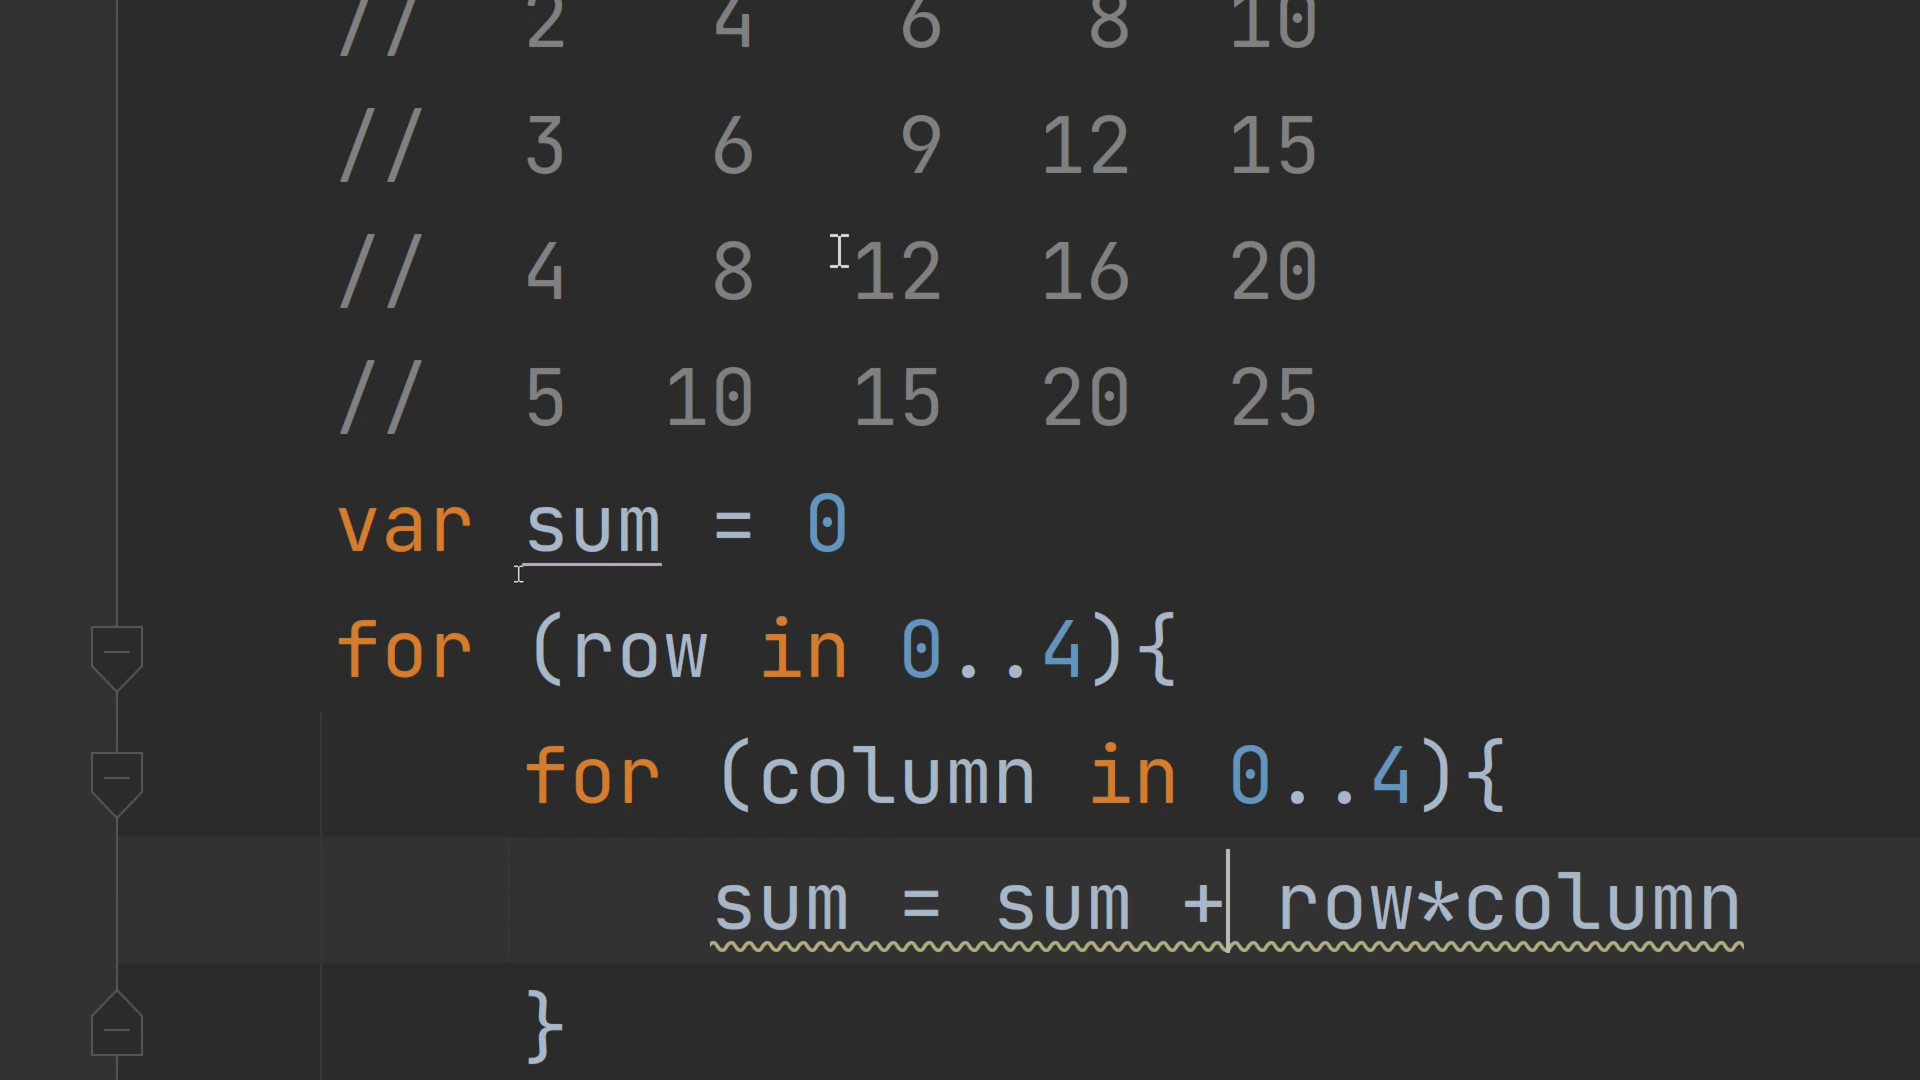 // 2 4 6 8 10
// 3 6 9 12 15
// 4 8 12 16 20
// 5 10 15 20 25
var sum = 0
for (row in 0..4){
for (column in 0..4){
sum = sum + row*column
}